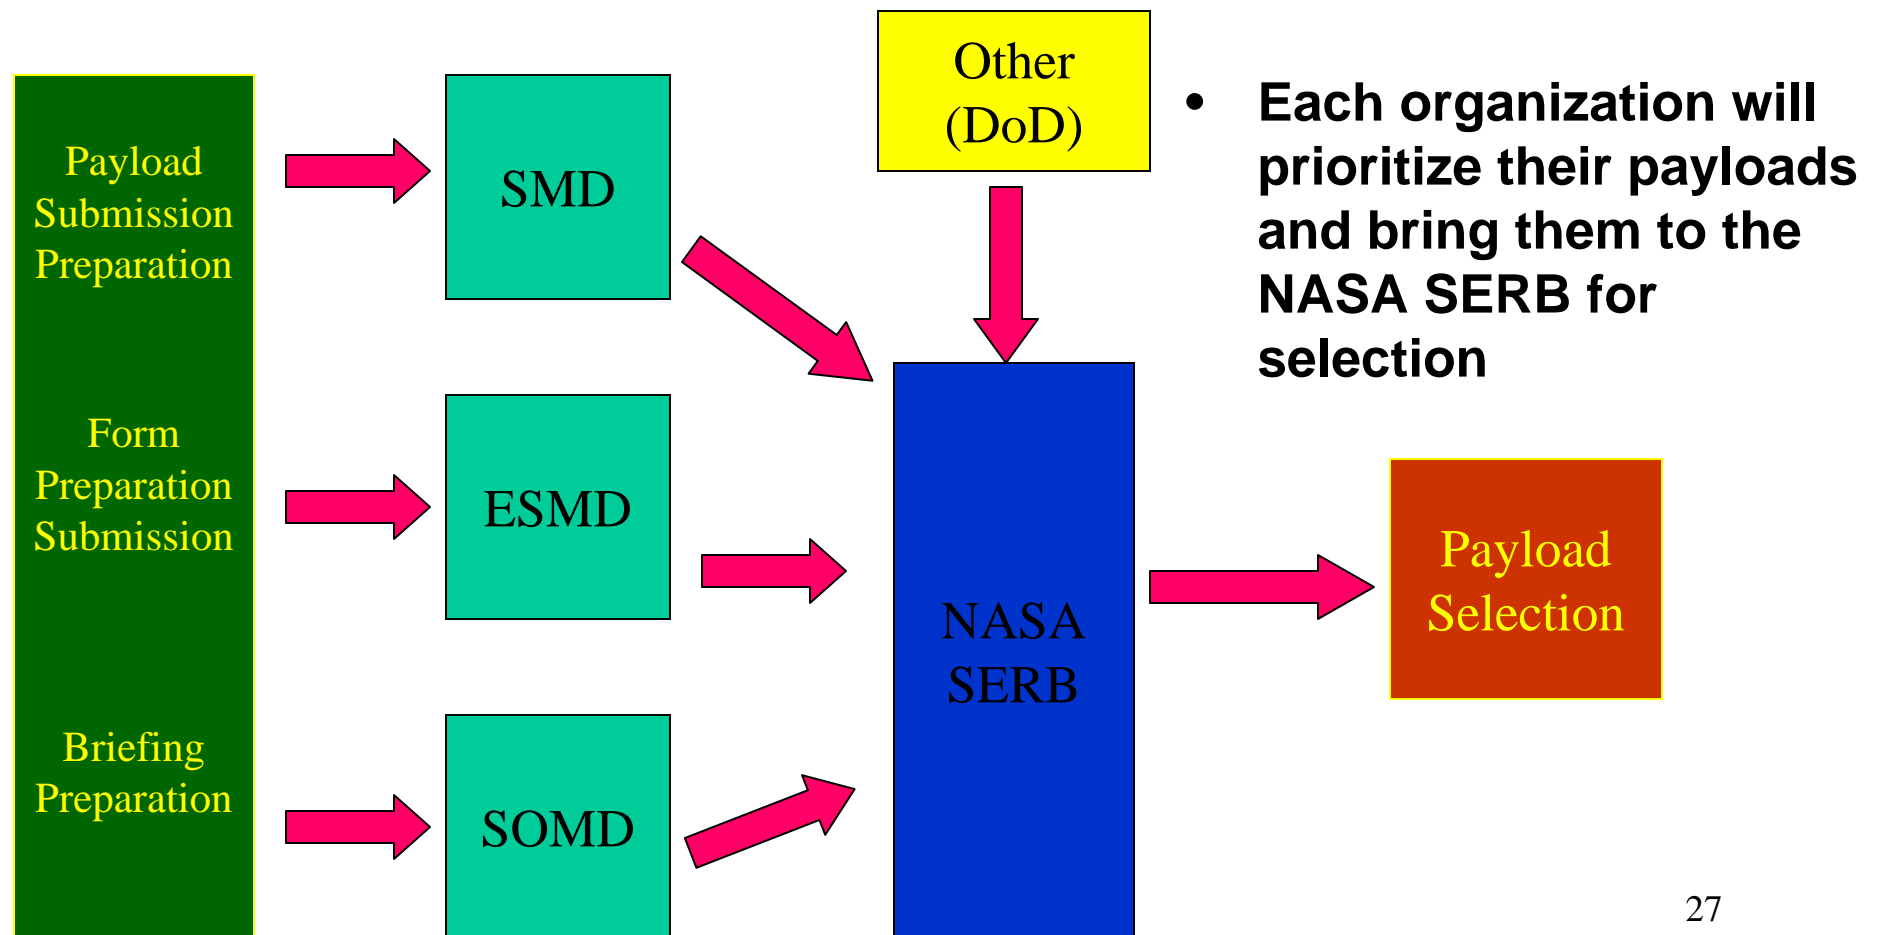 Payload
Submission
Preparation
Form
Preparation
Submission
Briefing
Preparation
SMD
ESMD
SOMD
Other
(DoD)
NASA
SERB
• Each organization will
prioritize their payloads
and bring them to the
NASA SERB for
selection
Payload
Selection
27